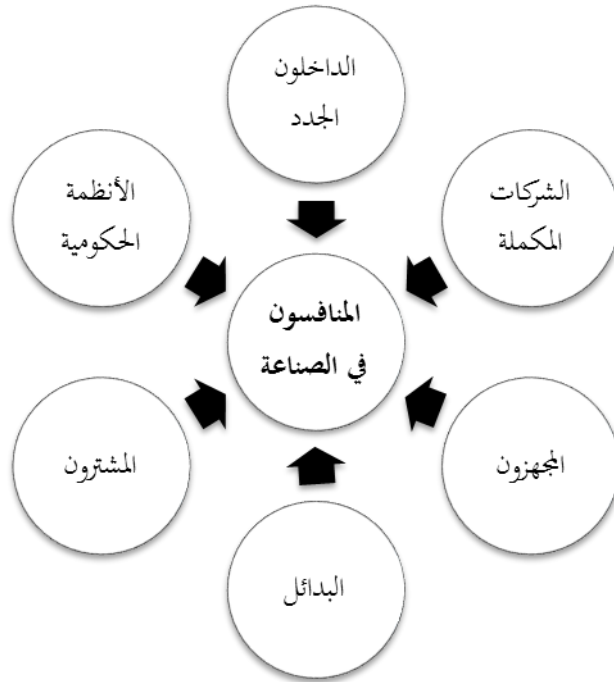 الداخلون
الجدد
الشركات
المكملة
الأنظمة
الحكومية
المنافسون
في الصناعة
المجهزون
المشترون
البدائل